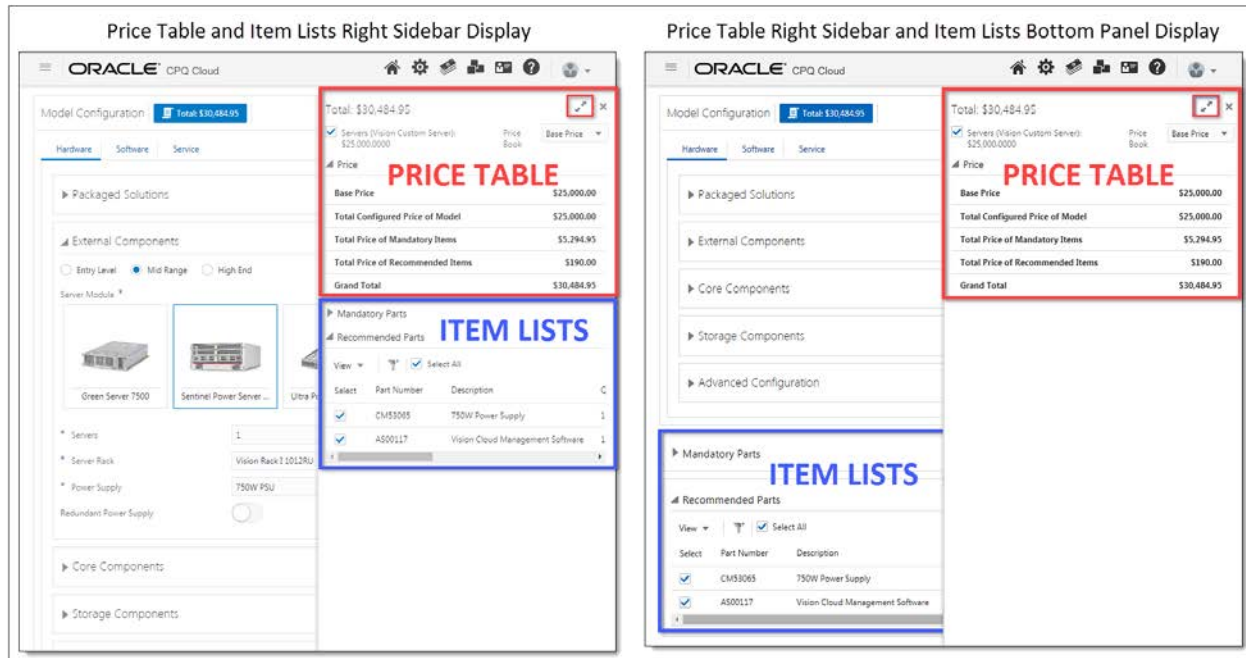 Price Table and Item Lists Right Sidebar Display
ORACLE® CPQ Cloud
Model Configuration Total: $30,484.95
Hardware Software Service
Packaged Solutions
External Components
Entry Level Mid Range High End
Server Module *
Green Server 7500 Sentinel Power Server ... Ultra P
* Servers 1
* Server Rack Vision Rack I 1012RU
* Power Supply 750W PSU
Redundant Power Supply
Core Components
Storage Components
Total: $30,484.95
Servers (Vision Custom Server): Price Base Price
$25,000.0000 Book
Price
PRICE TABLE
Base Price $25,000.00
Total Configured Price of Model $25,000.00
Total Price of Mandatory Items $5,294.95
Total Price of Recommended Items $190.00
Grand Total $30,484.95
Mandatory Parts
ITEM LISTS
Recommended Parts
View Select All
Select Part Number Description
CM53065 750W Power Supply 1
AS00117 Vision Cloud Management Software 1
Price Table Right Sidebar and Item Lists Bottom Panel Display
ORACLE® CPQ Cloud
Model Configuration Total: $30,484.95
Hardware Software Service
Packaged Solutions
External Components
Core Components
Storage Components
Advanced Configuration
Total: $30,484.95
Servers (Vision Custom Server): Price Base Price
$25,000.0000 Book
Price
PRICE TABLE
Base Price $25,000.00
Total Configured Price of Model $25,000.00
Total Price of Mandatory Items $5,294.95
Total Price of Recommended Items $190.00
Grand Total $30,484.95
Mandatory Parts
ITEM LISTS
Recommended Parts
View Select All
Select Part Number Description
CM53065 750W Power Supply
AS00117 Vision Cloud Management Software